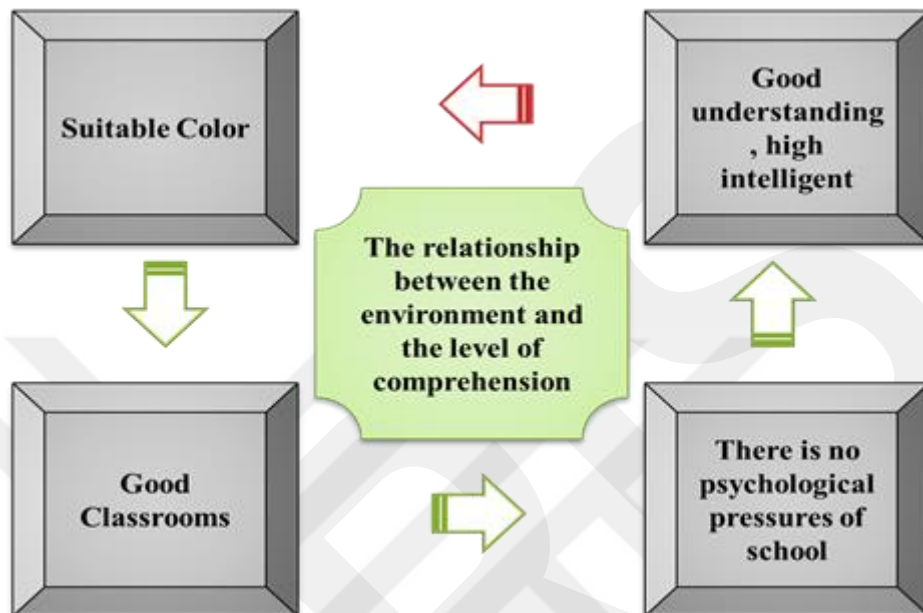 Suitable Color
Good
understanding
, high
intelligent
The relationship
between the
environment and
the level of
comprehension
Good
Classrooms
There is no
psychological
pressures of
school